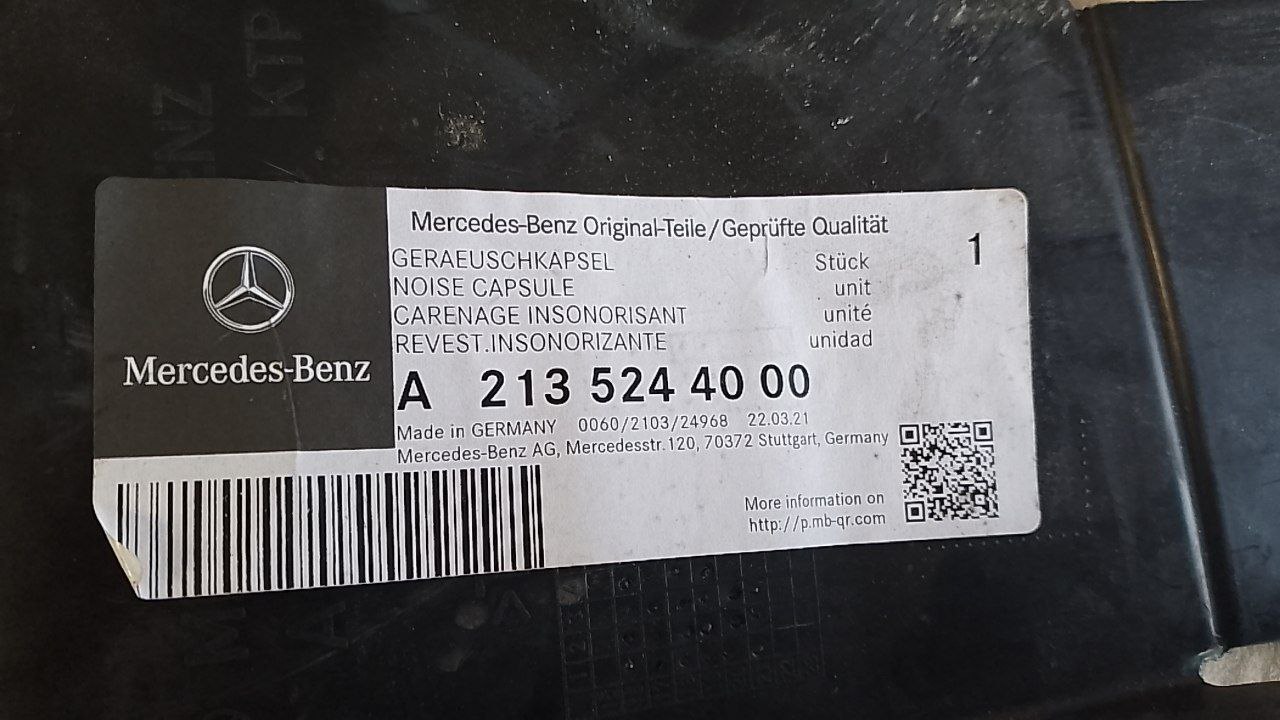 NZ
KTP
Mercedes-Benz Original-Teile/Geprüfte Qualität
GERAEUSCHKAPSEL Stück 1
NOISE CAPSULE unit
CARENAGE INSONORISANT unité
REVEST.INSONORIZANTE unidad
Mercedes-Benz
A 213 524 40 00
Made in GERMANY 0060/2103/24968 22.03.21
Mercedes-Benz AG, Mercedesstr.120, 70372 Stuttgart, Germany
More information on
http://p.mb-qr.com